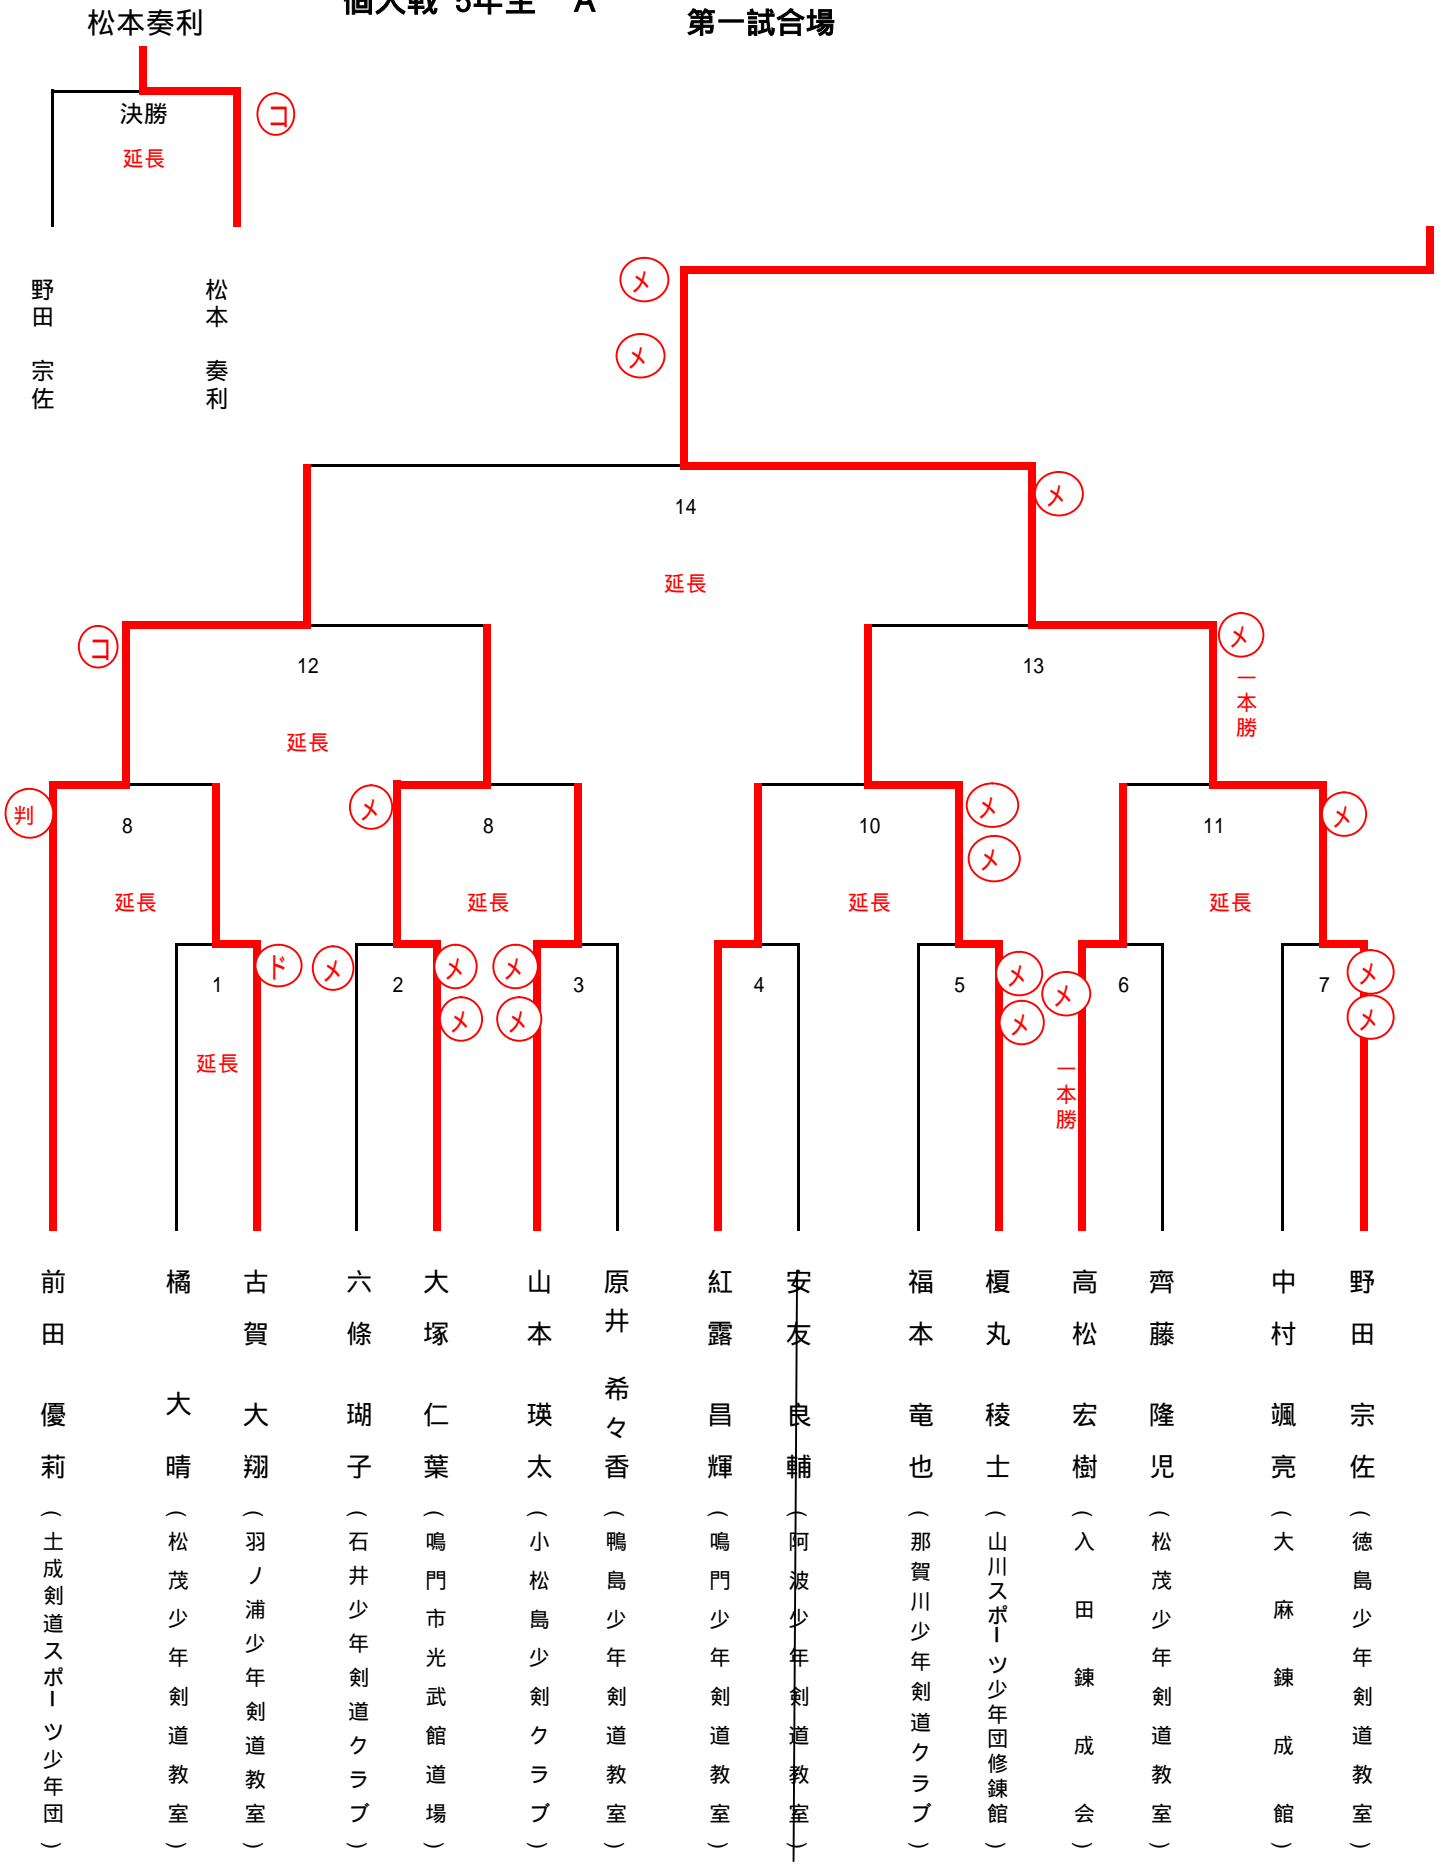 松本奏利
個人戦 5年生 A
第一試合場
決勝
延長
コ
野田 宗佐
松本 奏利
メ
メ
14
延長
メ
コ
12
延長
13
メ
一本勝
判
8
延長
メ
8
延長
10
延長
メ
メ
11
延長
メ
1
延長
ド
メ
2
メ
メ
メ
メ
3
4
5
メ
メ
メ
一本勝
6
7
メ
メ
前田 優莉 (土成剣道スポーツ少年団)
橘 大晴 (松茂少年剣道教室)
古賀 大翔 (羽ノ浦少年剣道教室)
六條 瑚子 (石井少年剣道クラブ)
大塚 仁葉 (鳴門市光武館道場)
山本 瑛太 (小松島少剣クラブ)
原井 希々香 (鴨島少年剣道教室)
紅露 昌輝 (鳴門少年剣道教室)
安友 良輔 (阿波少年剣道教室)
福本 竜也 (那賀川少年剣道クラブ)
榎丸 稜士 (山川スポーツ少年団修錬館)
高松 宏樹 (入田錬成会)
齊藤 隆児 (松茂少年剣道教室)
中村 颯亮 (大麻錬成館)
野田 宗佐 (徳島少年剣道教室)